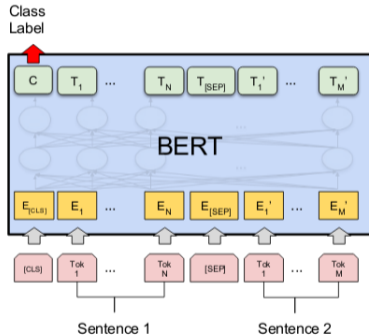 Class
Label
C T1 ... TN T[SEP] T1' ... TM'
...
BERT
...
E[CLS] E1 ... EN E[SEP] E1' ... EM'
[CLS] Tok 1 ... Tok N [SEP] Tok 1 ... Tok M
Sentence 1 Sentence 2